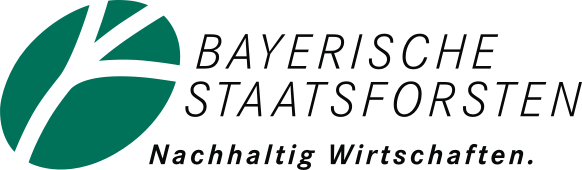 BAYERISCHE
STAATSFORSTEN
Nachhaltig Wirtschaften.